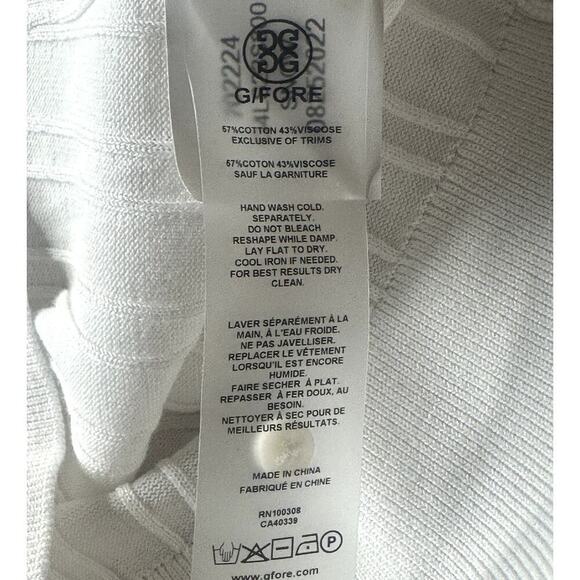 G/FORE
57%COTTON 43%VISCOSE
EXCLUSIVE OF TRIMS
57%COTON 43%VISCOSE
SAUF LA GARNITURE
HAND WASH COLD.
SEPARATELY.
DO NOT BLEACH
RESHAPE WHILE DAMP.
LAY FLAT TO DRY.
COOL IRON IF NEEDED.
FOR BEST RESULTS DRY
CLEAN.
LAVER SÉPARÉMENT À LA
MAIN, À L'EAU FROIDE.
NE PAS JAVELLISER.
REPLACER LE VÊTEMENT
LORSQU'IL EST ENCORE
HUMIDE.
FAIRE SECHER À PLAT.
REPASSER À FER DOUX, AU
BESOIN.
NETTOYER À SEC POUR DE
MEILLEURS RÉSULTATS.
MADE IN CHINA
FABRIQUÉ EN CHINE
RN100308
CA40339
P
www.gfore.com
08252022